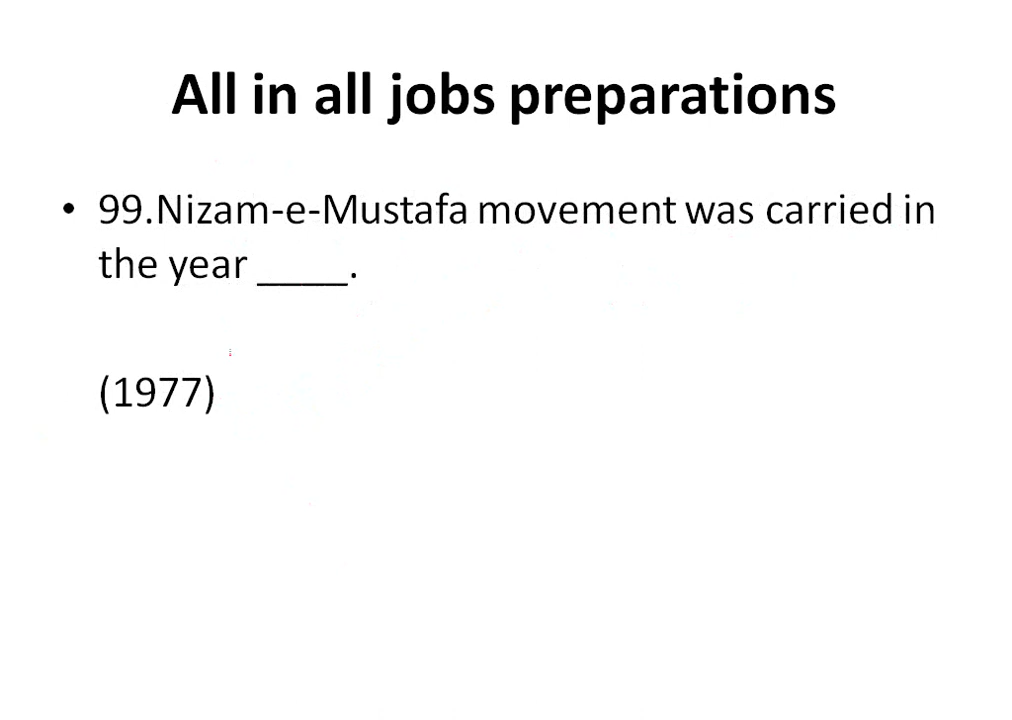 All in all jobs preparations
• 99.Nizam-e-Mustafa movement was carried in
the year ____.
(1977)